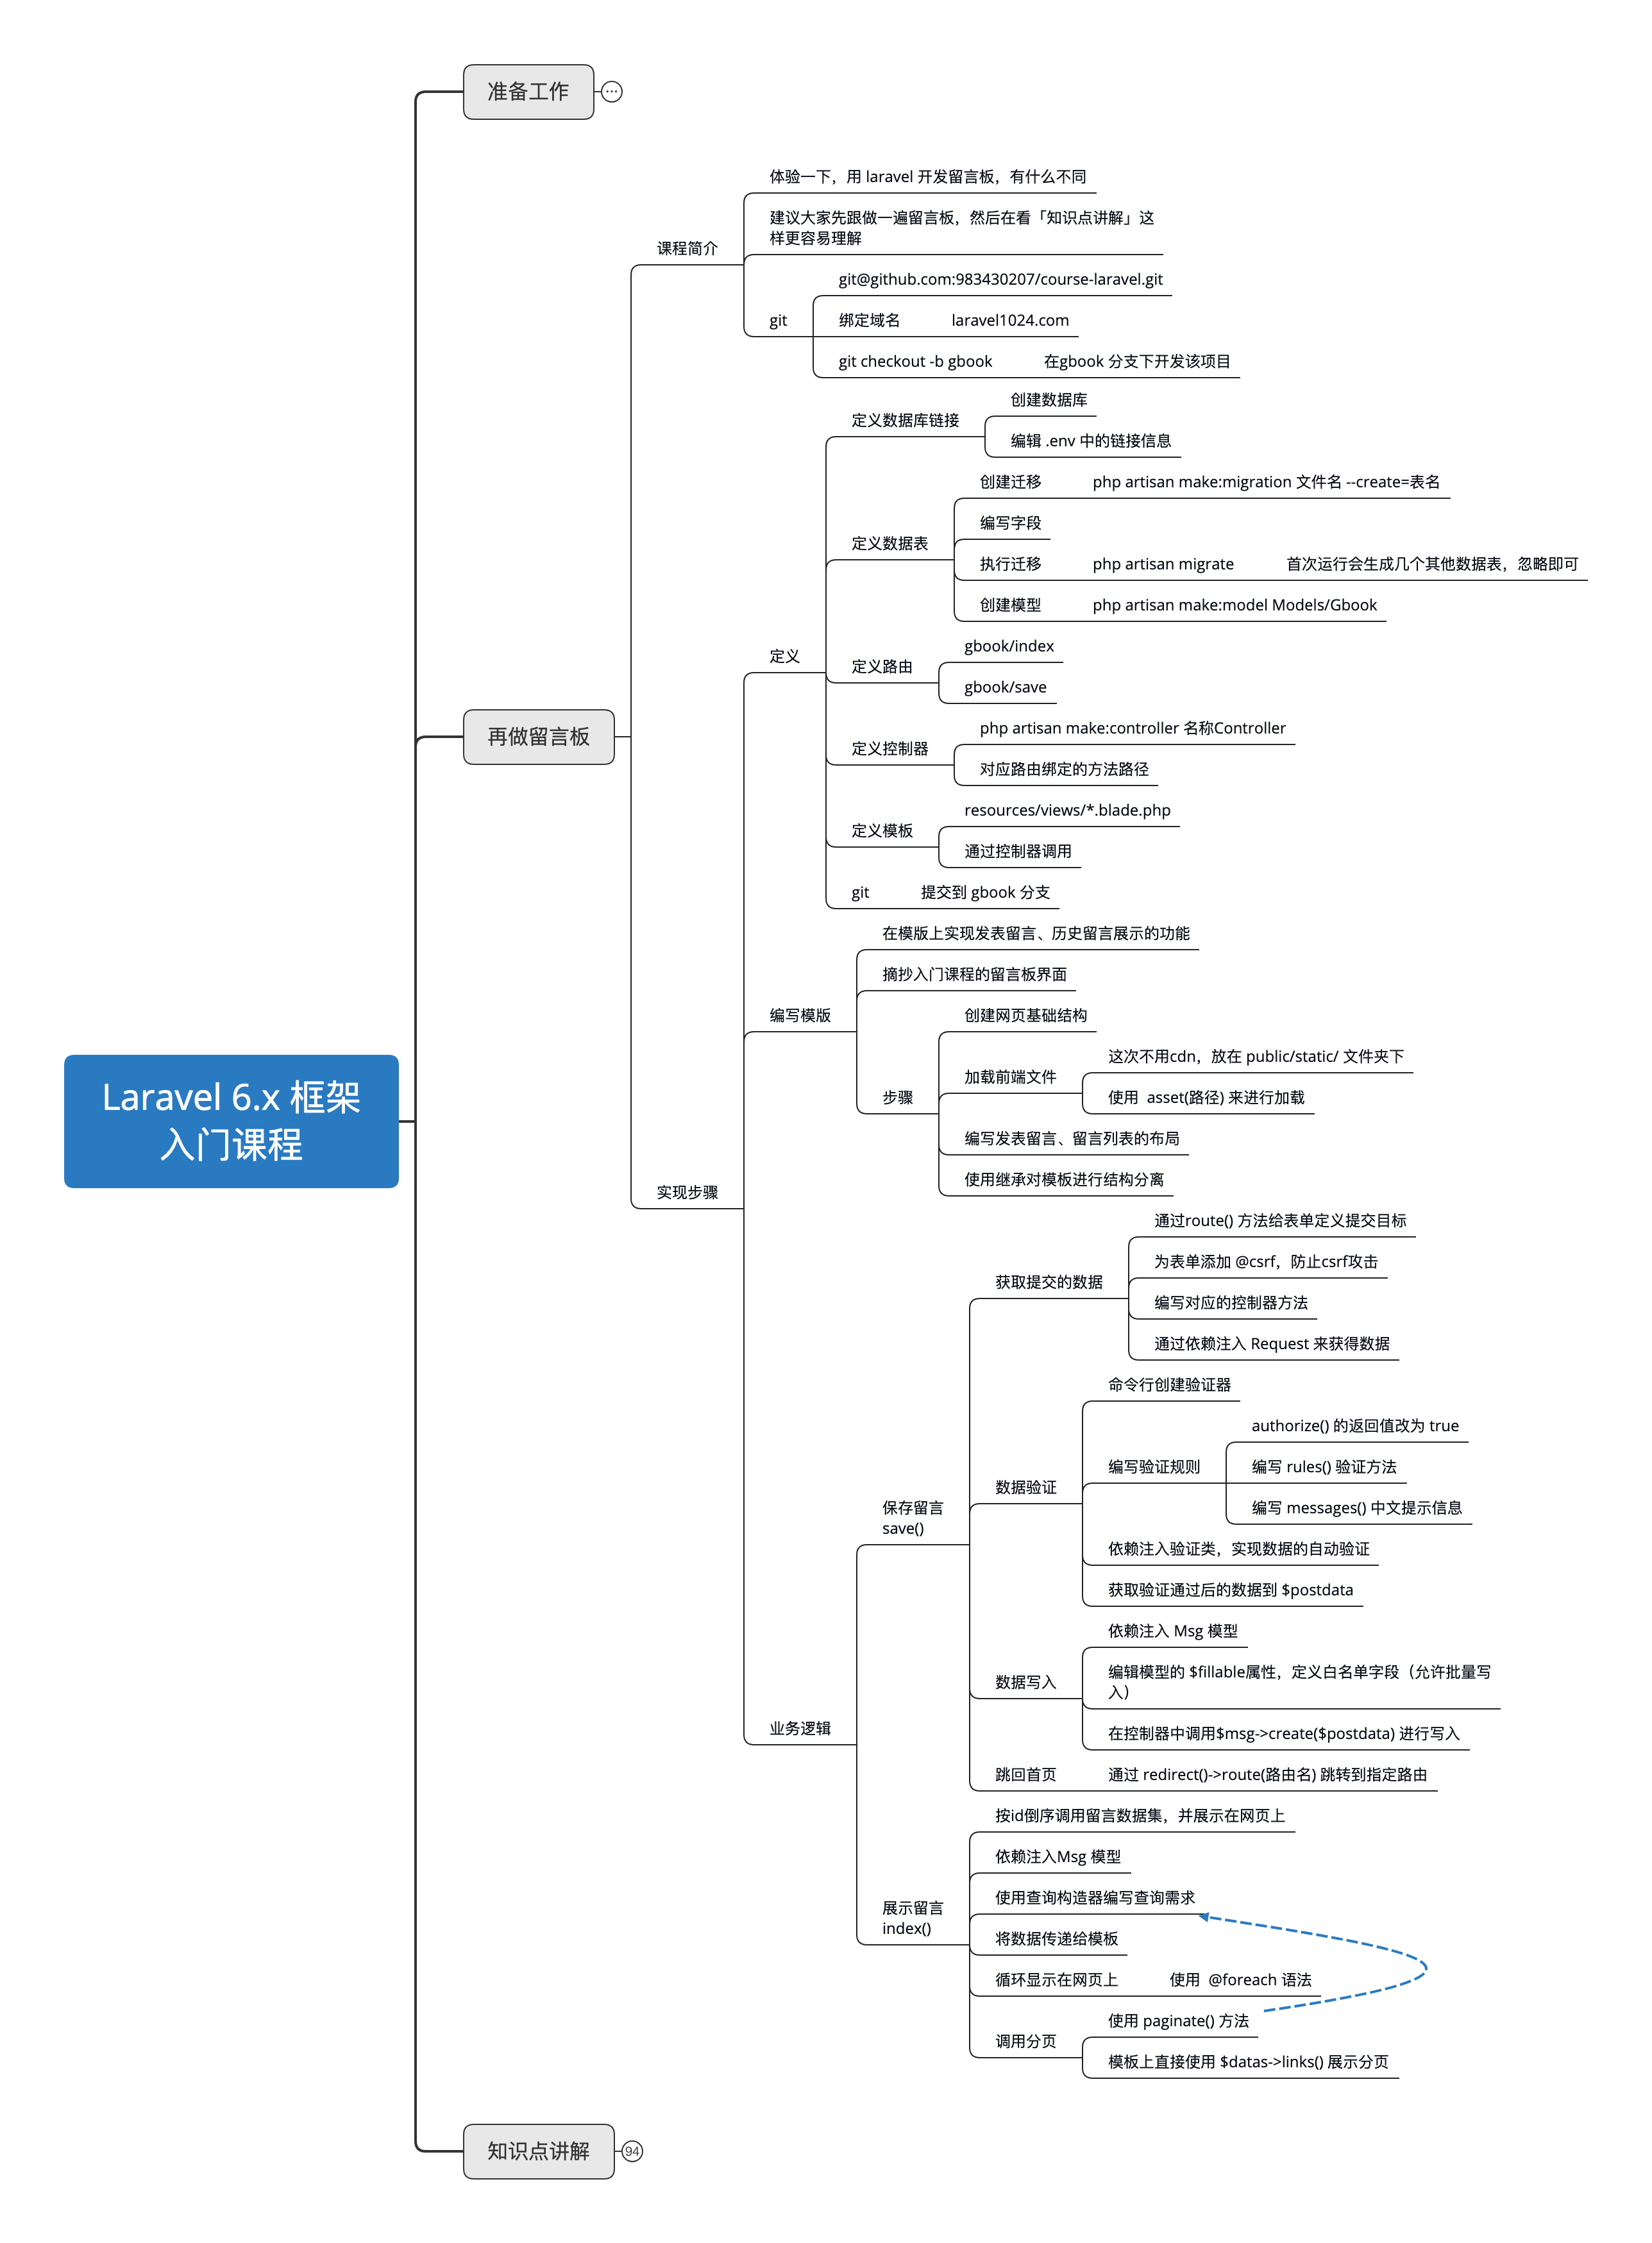 准备工作
体验一下，用 laravel 开发留言板，有什么不同
建议大家先跟做一遍留言板，然后在看「知识点讲解」这
样更容易理解
课程简介
git@github.com:983430207/course-laravel.git
git
绑定域名
laravel1024.com
git checkout -b gbook
在gbook 分支下开发该项目
创建数据库
定义数据库链接
编辑 .env 中的链接信息
创建迁移
php artisan make:migration 文件名 --create=表名
编写字段
定义数据表
执行迁移
php artisan migrate
首次运行会生成几个其他数据表，忽略即可
创建模型
php artisan make:model Models/Gbook
定义
gbook/index
定义路由
gbook/save
再做留言板
php artisan make:controller 名称Controller
定义控制器
对应路由绑定的方法路径
resources/views/*.blade.php
定义模板
通过控制器调用
git
提交到 gbook 分支
在模版上实现发表留言、历史留言展示的功能
摘抄入门课程的留言板界面
编写模版
创建网页基础结构
这次不用cdn，放在 public/static/ 文件夹下
加载前端文件
使用  asset(路径) 来进行加载
步骤
编写发表留言、留言列表的布局
使用继承对模板进行结构分离
Laravel 6.x 框架
入门课程
实现步骤
通过route() 方法给表单定义提交目标
为表单添加 @csrf，防止csrf攻击
获取提交的数据
编写对应的控制器方法
通过依赖注入 Request 来获得数据
命令行创建验证器
authorize() 的返回值改为 true
编写验证规则
编写 rules() 验证方法
编写 messages() 中文提示信息
数据验证
依赖注入验证类，实现数据的自动验证
获取验证通过后的数据到 $postdata
保存留言
save()
依赖注入 Msg 模型
编辑模型的 $fillable属性，定义白名单字段（允许批量写
入）
数据写入
在控制器中调用$msg->create($postdata) 进行写入
业务逻辑
跳回首页
通过 redirect()->route(路由名) 跳转到指定路由
按id倒序调用留言数据集，并展示在网页上
依赖注入Msg 模型
使用查询构造器编写查询需求
展示留言
index()
将数据传递给模板
循环显示在网页上
使用  @foreach 语法
使用 paginate() 方法
调用分页
模板上直接使用 $datas->links() 展示分页
知识点讲解
94